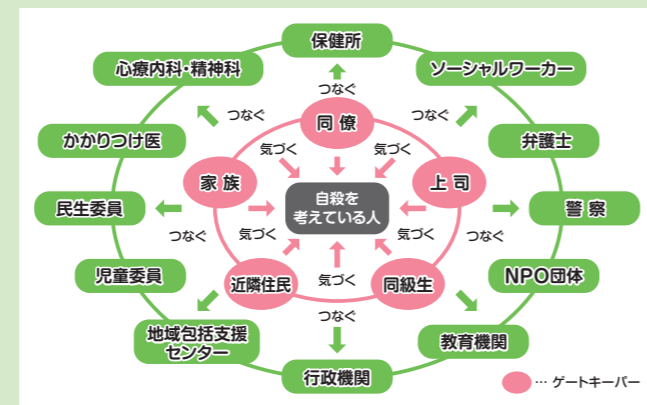 保健所
心療内科・精神科
ソーシャルワーカー
つなぐ
同僚
つなぐ
つなぐ
かかりつけ医
弁護士
気づく
気づく
家族
上司
自殺を
考えている人
民生委員
警察
つなぐ
気づく
気づく
つなぐ
児童委員
近隣住民
気づく
同級生
NPO団体
つなぐ
地域包括支援
センター
教育機関
行政機関
… ゲートキーパー